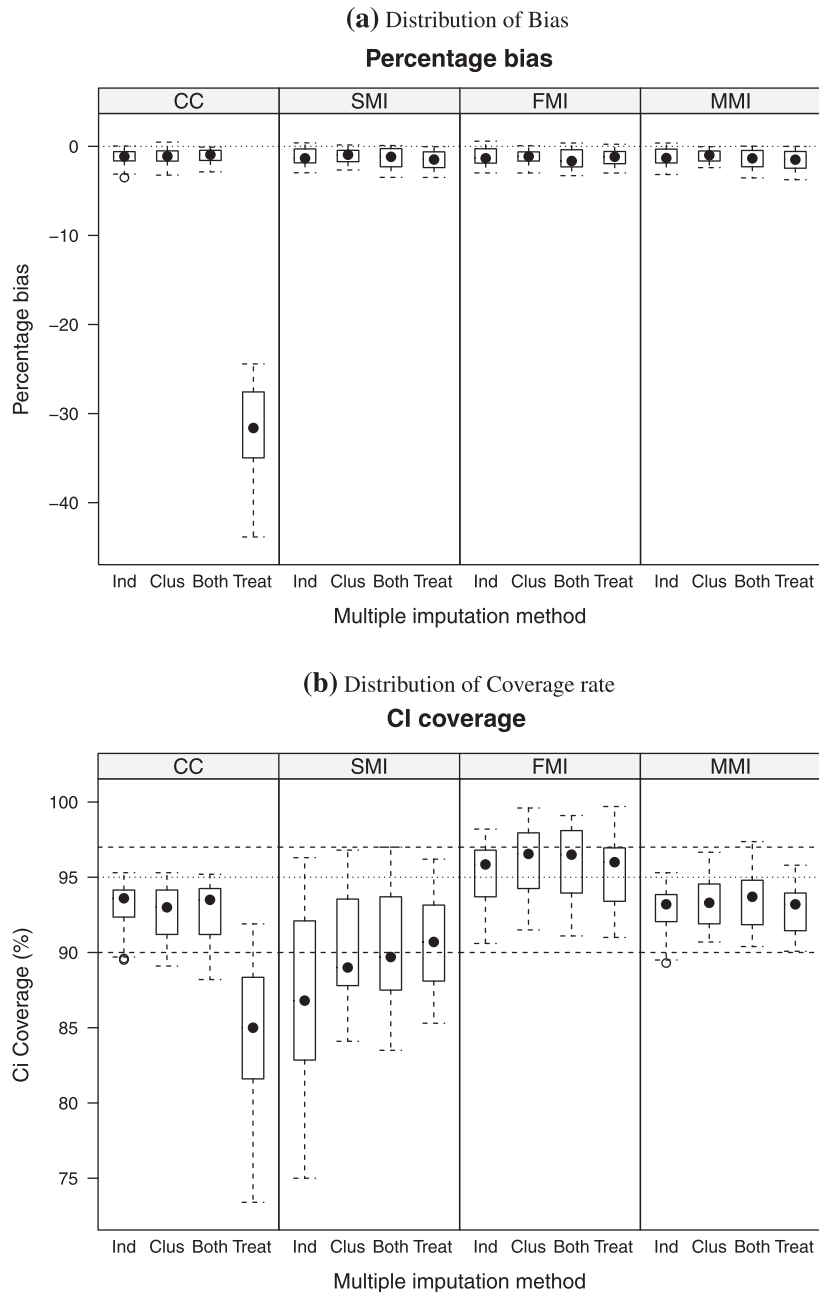 (a) Distribution of Bias
Percentage bias
CC SMI FMI MMI
0
−10
−20
−30
−40
Percentage bias
Ind Clus Both Treat Ind Clus Both Treat Ind Clus Both Treat Ind Clus Both Treat
Multiple imputation method
(b) Distribution of Coverage rate
CI coverage
CC SMI FMI MMI
100
95
90
85
80
75
Ci Coverage (%)
Ind Clus Both Treat Ind Clus Both Treat Ind Clus Both Treat Ind Clus Both Treat
Multiple imputation method